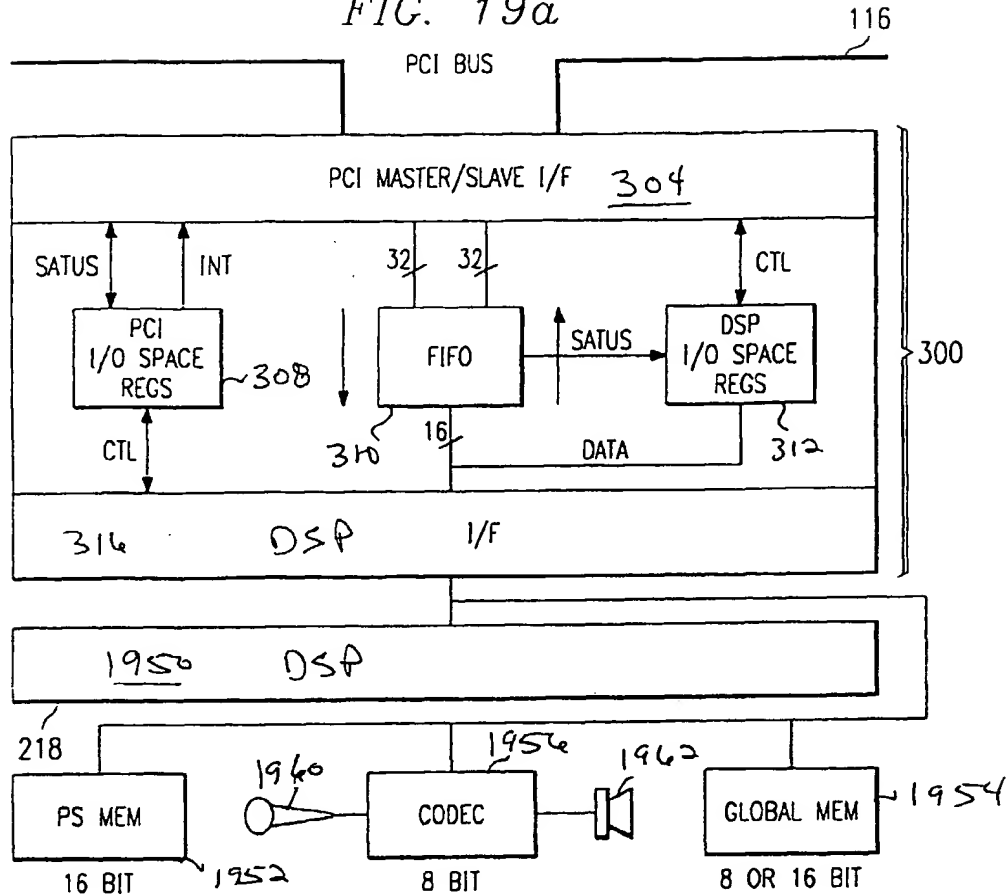 FIG. 19a
116
PCI BUS
PCI MASTER/SLAVE I/F 304
SATUS
INT
32
32
CTL
PCI
I/O SPACE
REGS
308
FIFO
SATUS
DSP
I/O SPACE
REGS
300
CTL
310
16
DATA
312
316 DSP I/F
1950 DSP
218
1956
1960
1962
PS MEM
CODEC
GLOBAL MEM
1954
16 BIT
1952
8 BIT
8 OR 16 BIT